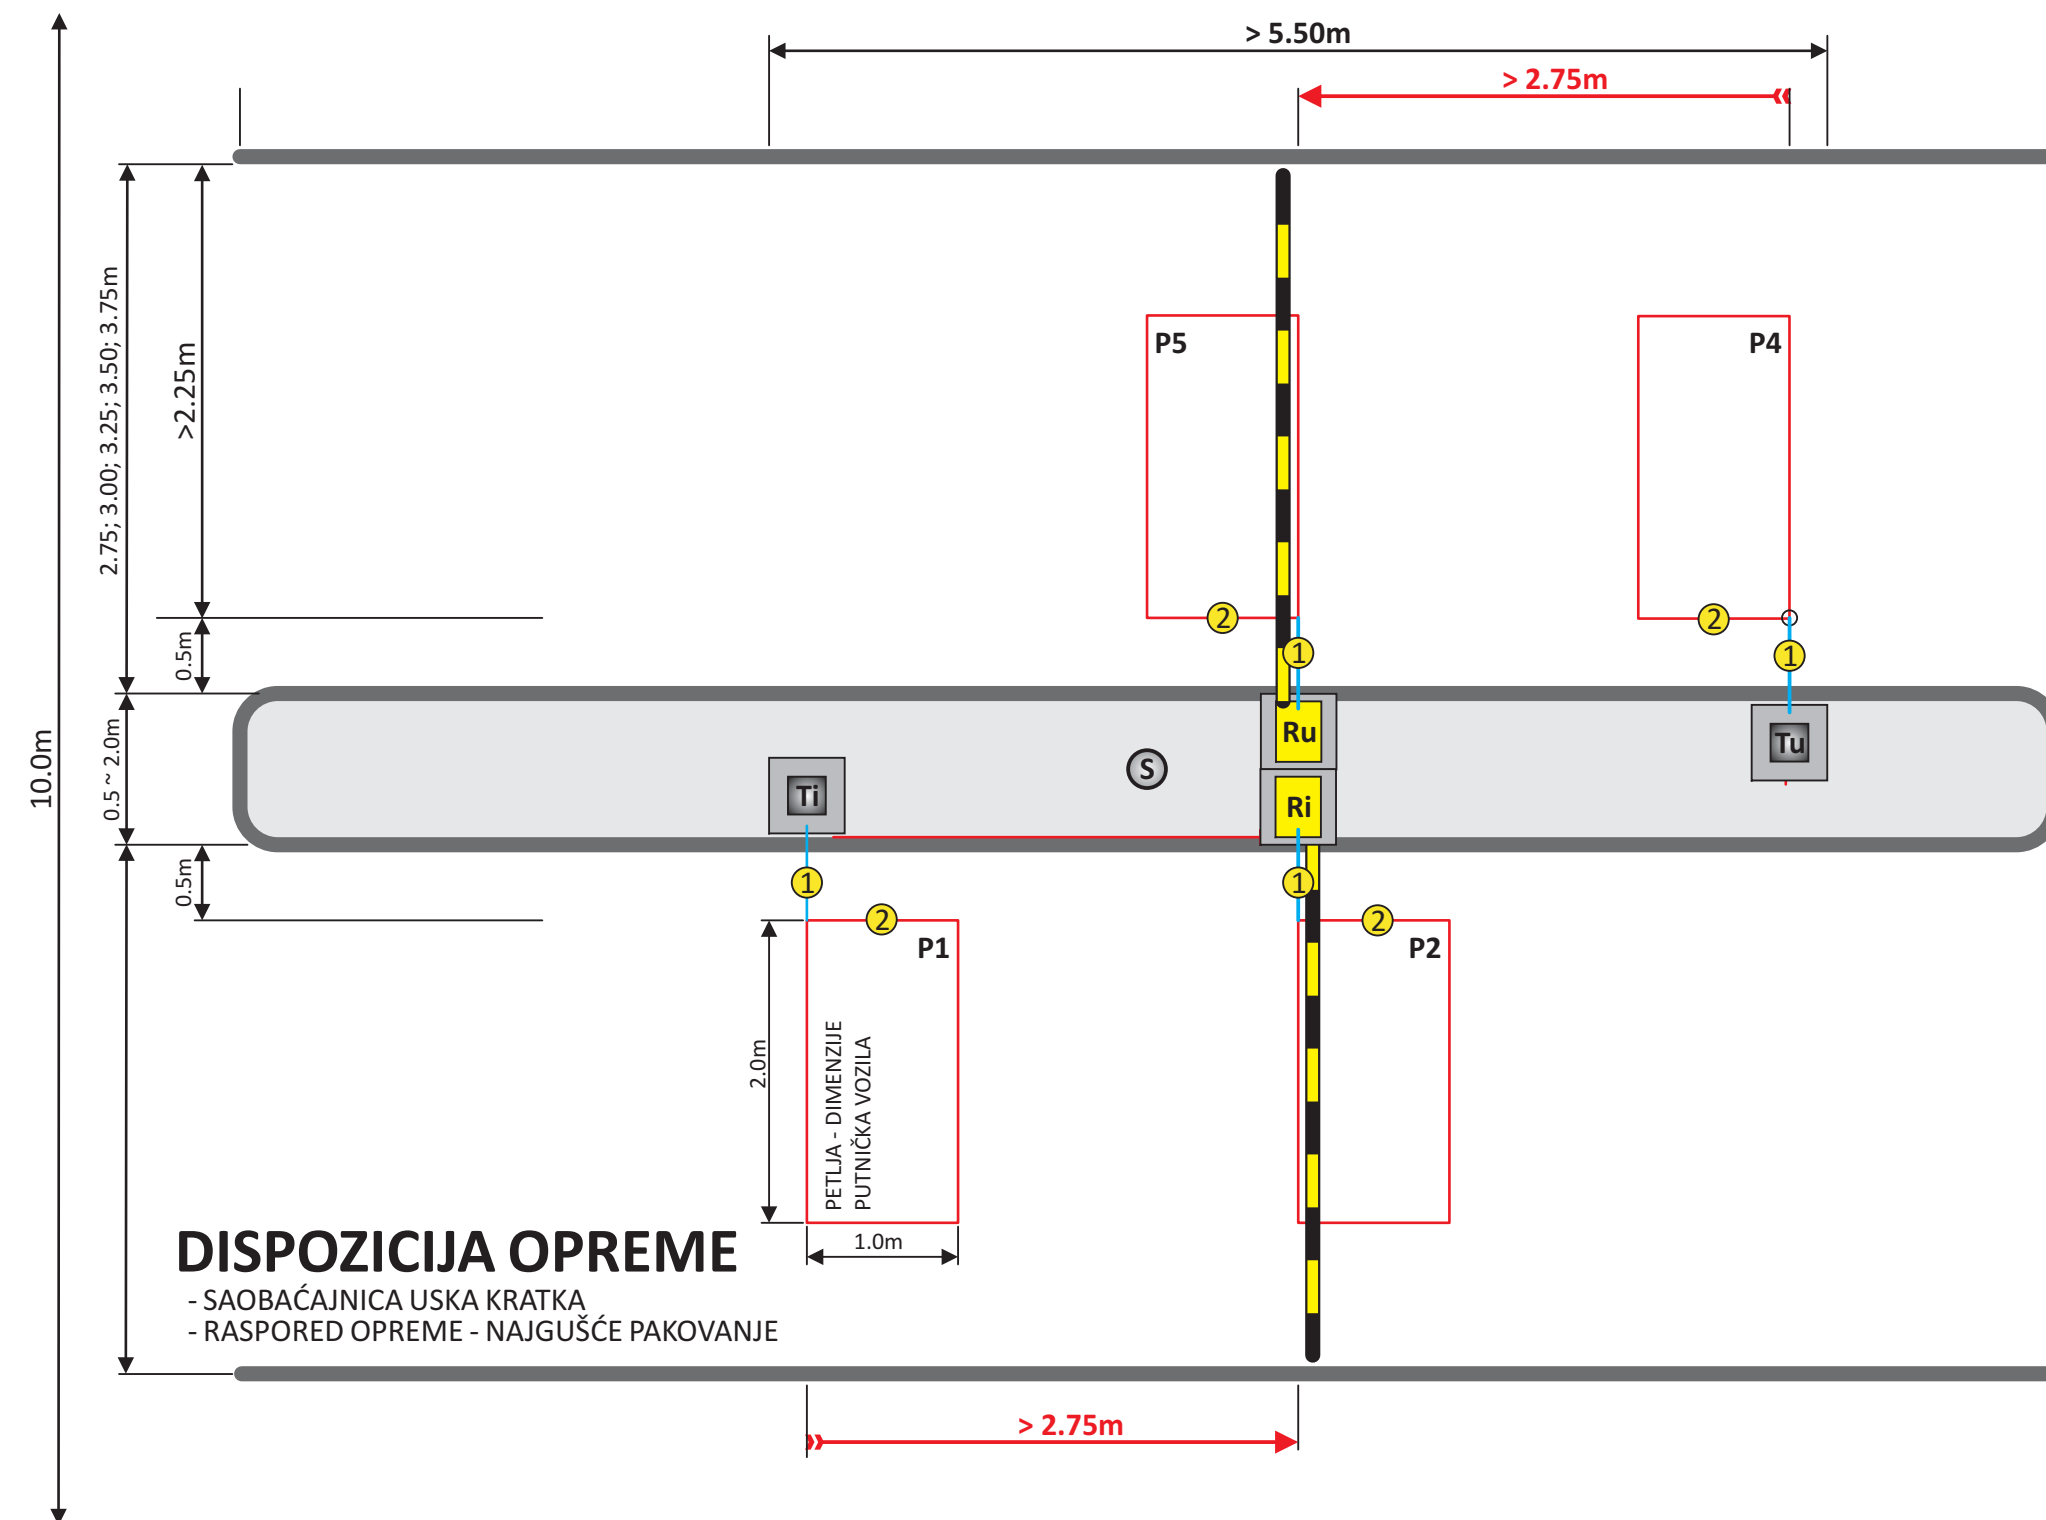 > 5.50m
> 2.75m
2.75; 3.00; 3.25; 3.50; 3.75m
>2.25m
P5
P4
0.5m
2
2
1
1
10.0m
0.5 ~ 2.0m
Ru
Tu
S
Ti
Ri
0.5m
1
1
2
2
P1
P2
2.0m
PETLJA - DIMENZIJE
PUTNIČKA VOZILA
1.0m
DISPOZICIJA OPREME
- SAOBAĆAJNICA USKA KRATKA
- RASPORED OPREME - NAJGUŠĆE PAKOVANJE
> 2.75m